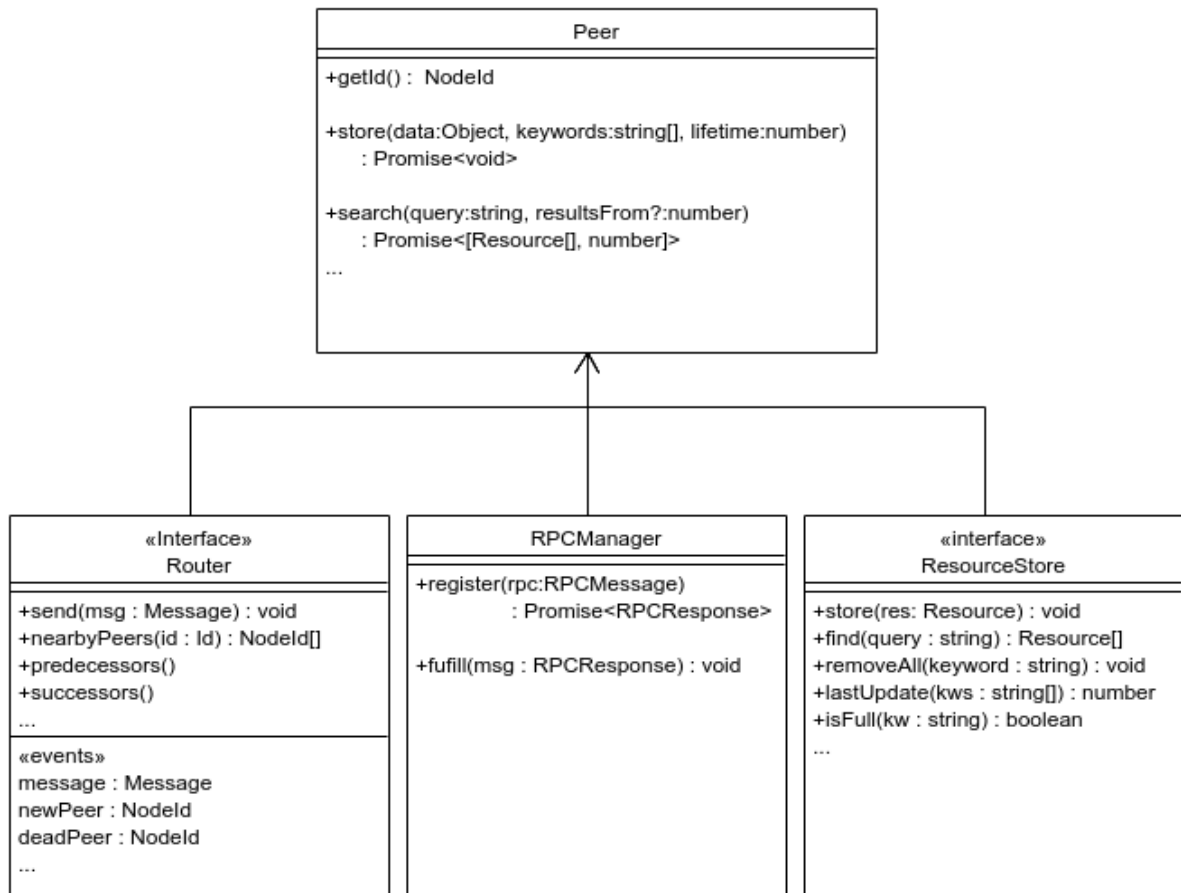 Peer
+getId() : NodeId
+store(data:Object, keywords:string[], lifetime:number)
: Promise<void>
+search(query:string, resultsFrom?:number)
: Promise<[Resource[], number]>
...
«Interface»
Router
+send(msg : Message) : void
+nearbyPeers(id : Id) : NodeId[]
+predecessors()
+successors()
...
«events»
message : Message
newPeer : NodeId
deadPeer : NodeId
...
RPCManager
+register(rpc:RPCMessage)
: Promise<RPCResponse>
+fufill(msg : RPCResponse) : void
«interface»
ResourceStore
+store(res: Resource) : void
+find(query : string) : Resource[]
+removeAll(keyword : string) : void
+lastUpdate(kws : string[]) : number
+isFull(kw : string) : boolean
...